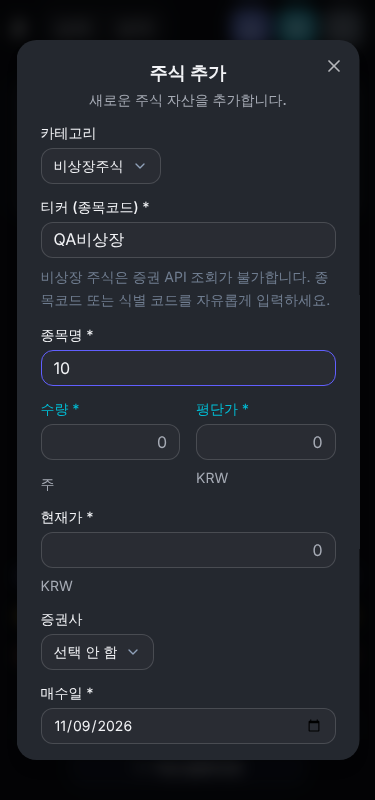 주식 추가
새로운 주식 자산을 추가합니다.
카테고리
비상장주식
티커 (종목코드) *
QA비상장
비상장 주식은 증권 API 조회가 불가합니다. 종
목코드 또는 식별 코드를 자유롭게 입력하세요.
종목명 *
10
수량 * 평단가 *
0 0
주 KRW
현재가 *
0
KRW
증권사
선택 안 함
매수일 *
11/09/2026